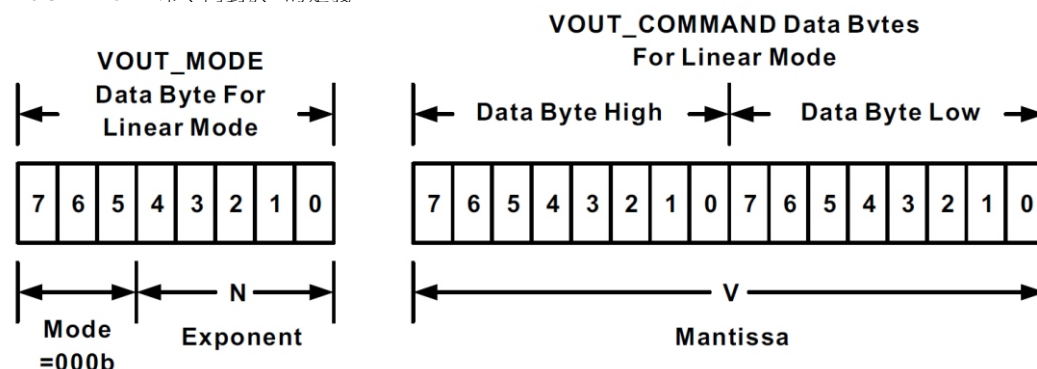 VOUT_MODE
Data Byte For
Linear Mode
7 6 5 4 3 2 1 0
N
Mode
=000b
Exponent
VOUT_COMMAND Data Bytes
For Linear Mode
Data Byte High
Data Byte Low
7 6 5 4 3 2 1 0 7 6 5 4 3 2 1 0
V
Mantissa